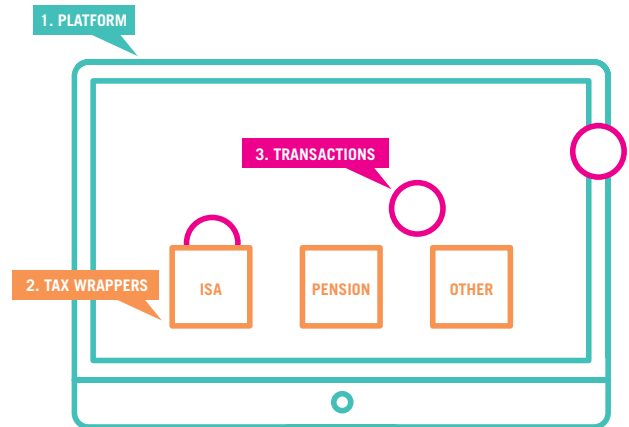 1. PLATFORM
3. TRANSACTIONS
2. TAX WRAPPERS
ISA
PENSION
OTHER